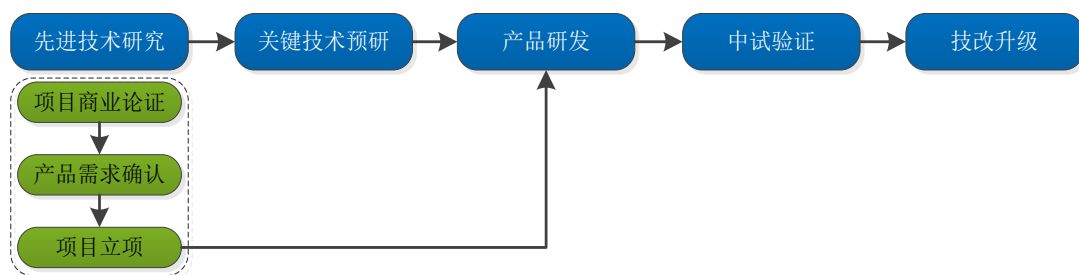 先进技术研究
关键技术预研
产品研发
中试验证
技改升级
项目商业论证
产品需求确认
项目立项